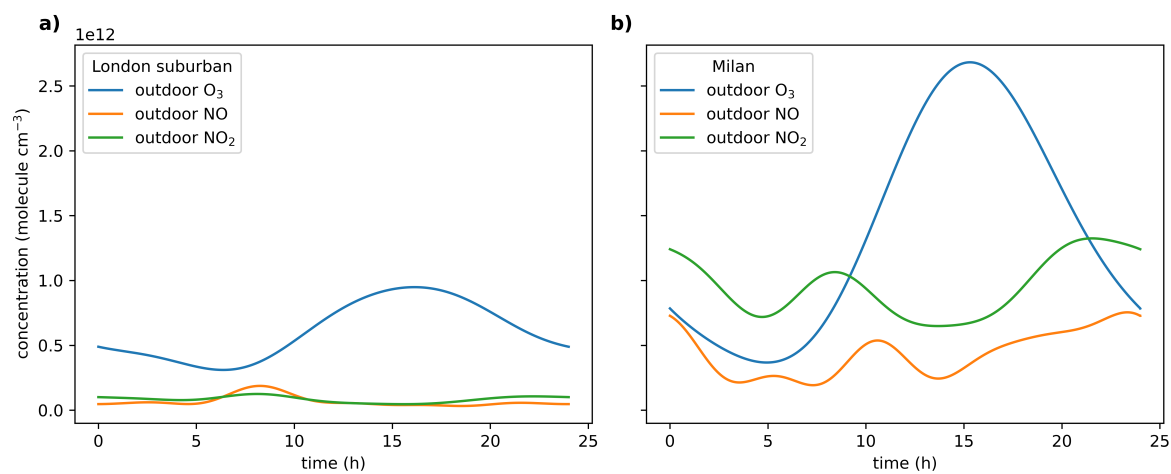 a)
1e12
London suburban
outdoor O₃
outdoor NO
outdoor NO₂
concentration (molecule cm⁻³)
2.5
2.0
1.5
1.0
0.5
0.0
0 5 10 15 20 25
time (h)
b)
Milan
outdoor O₃
outdoor NO
outdoor NO₂
0 5 10 15 20 25
time (h)